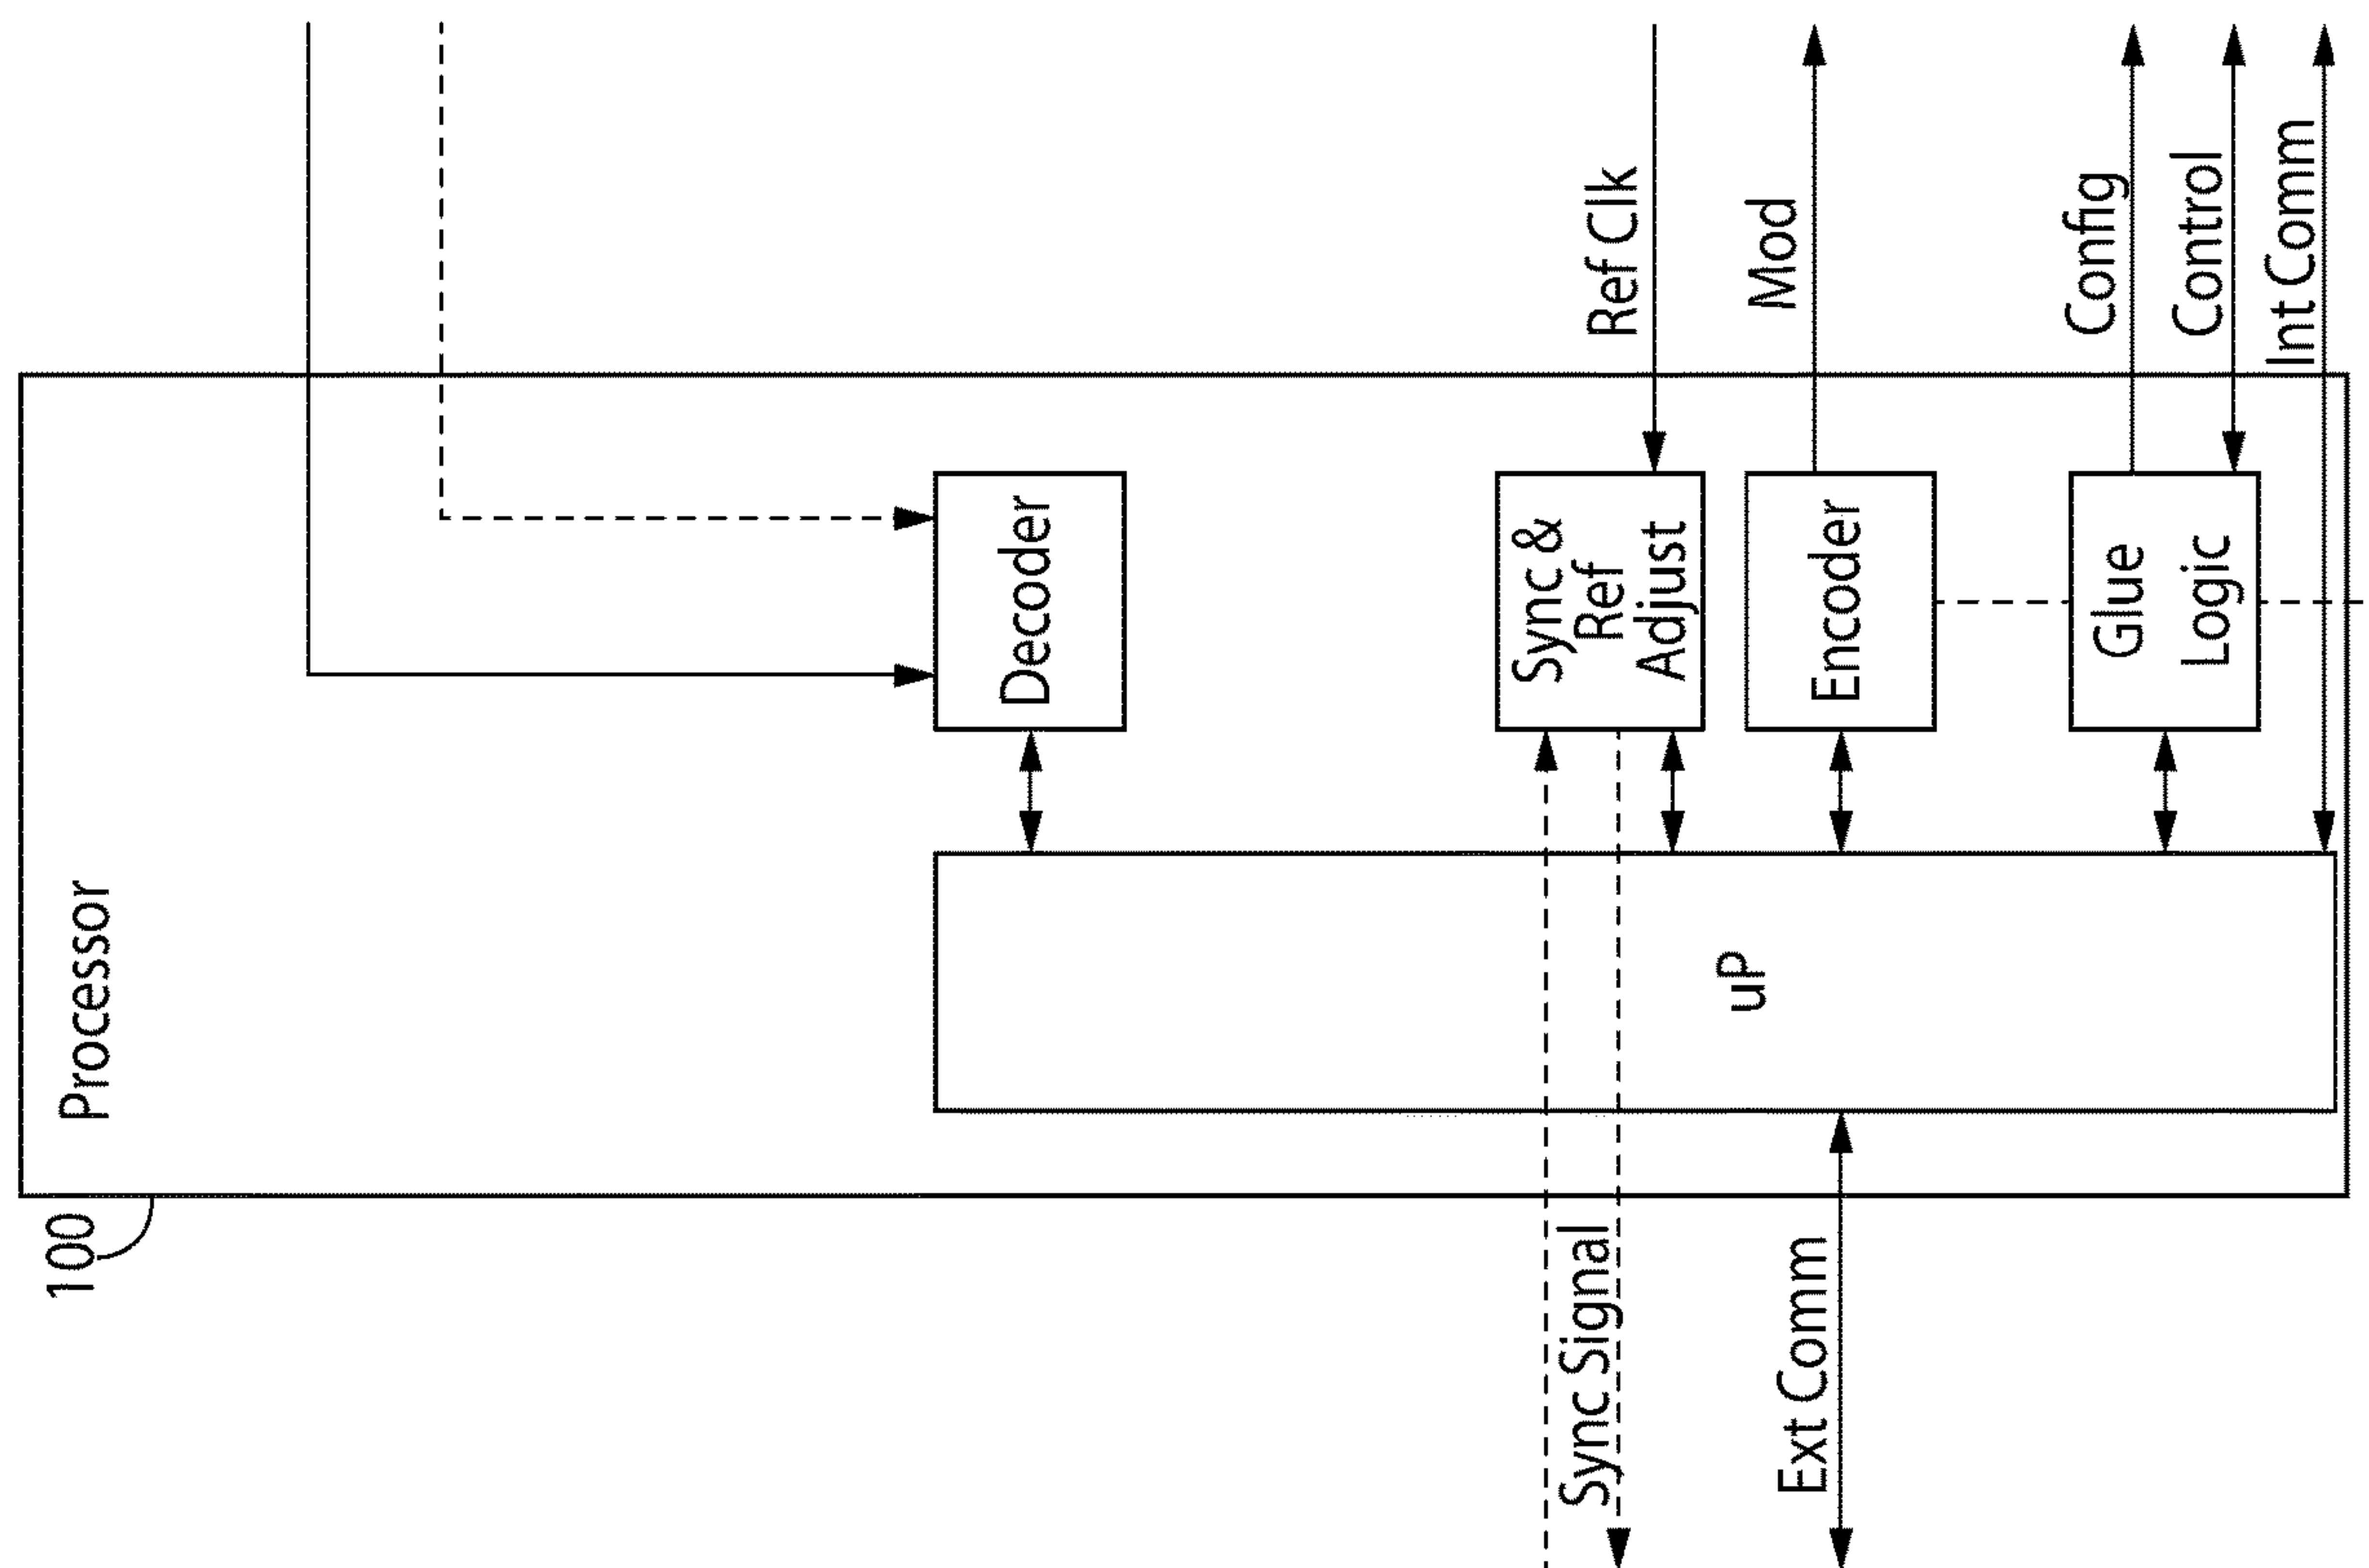 100
Processor
Decoder
Sync &
Ref
Adjust
Encoder
Glue
Logic
uP
Ref Clk
Mod
Config
Control
Int Comm
Sync Signal
Ext Comm